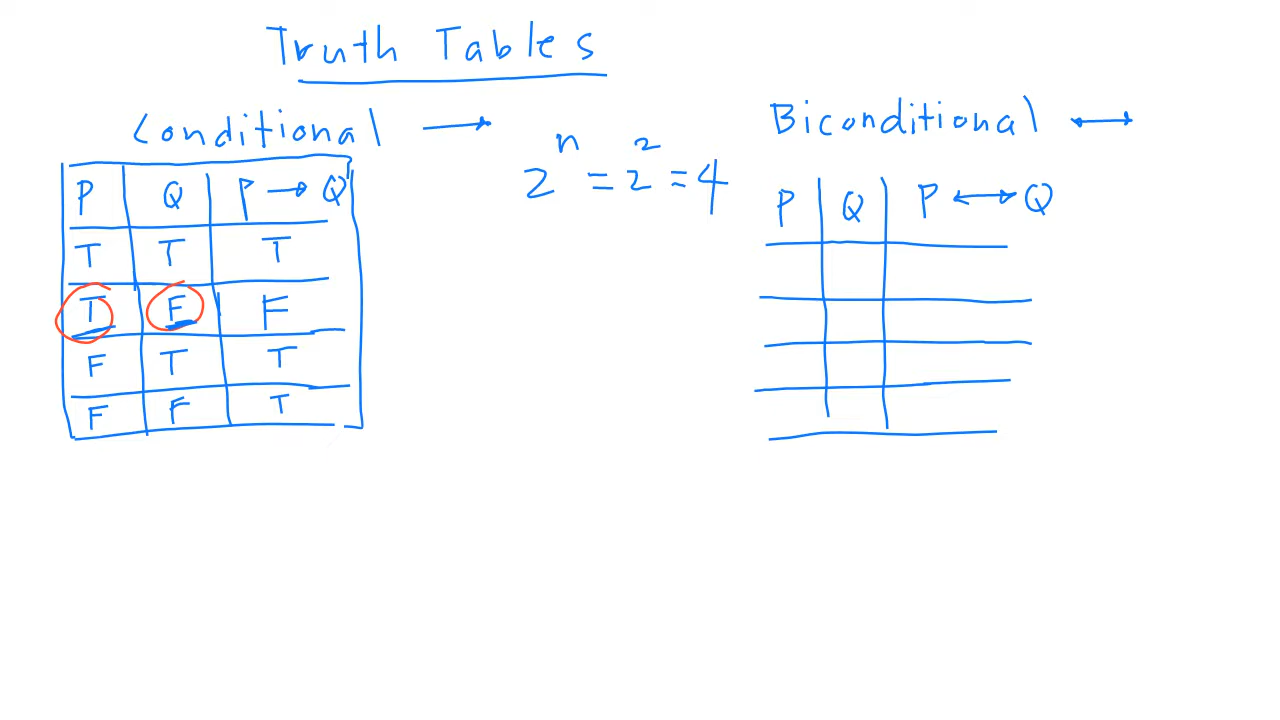 Truth Tables
Conditional →
P Q P → Q
T T T
T F F
F T T
F F T
2ⁿ = 2² = 4
Biconditional ↔
P Q P ↔ Q